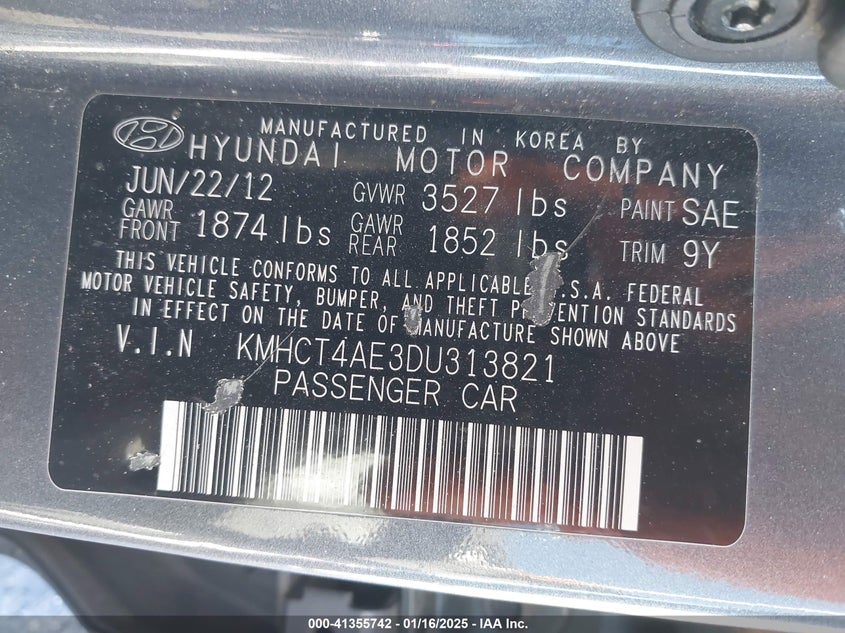 MANUFACTURED IN KOREA BY
HYUNDAI MOTOR COMPANY
JUN/22/12 GVWR 3527 lbs PAINT SAE
GAWR FRONT 1874 lbs GAWR REAR 1852 lbs TRIM 9Y
THIS VEHICLE CONFORMS TO ALL APPLICABLE .S.A. FEDERAL
MOTOR VEHICLE SAFETY, BUMPER, AND THEFT PREVENTION STANDARDS
IN EFFECT ON THE DATE OF MANUFACTURE SHOWN ABOVE
V.I.N KMHCT4AE3DU313821
PASSENGER CAR
000-41355742 - 01/16/2025 - IAA Inc.